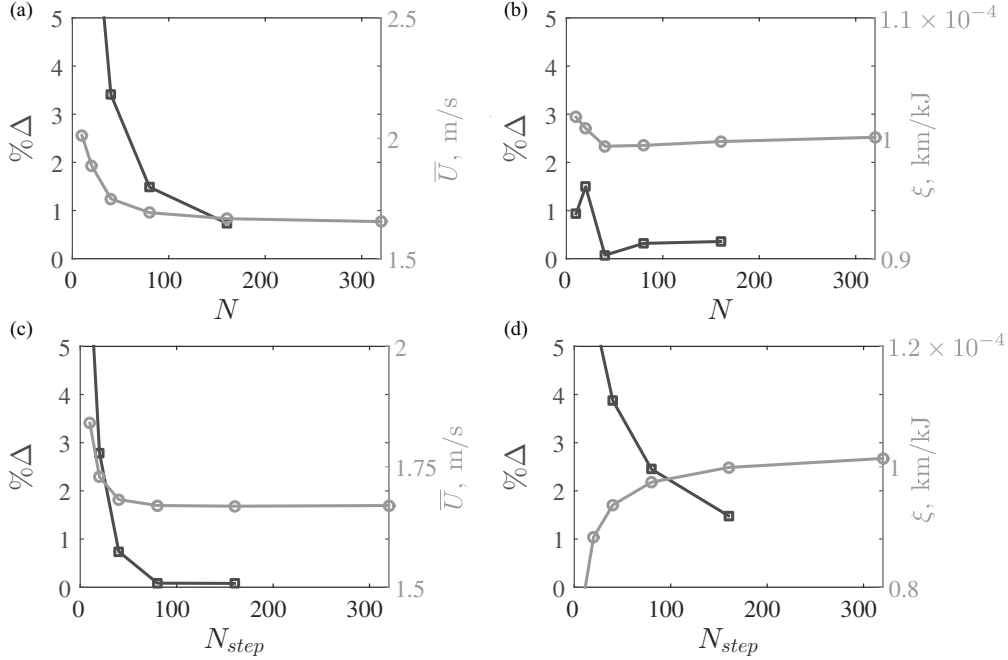 (a)
5
4
3
2
1
0
%Δ
0
100
200
300
N
2.5
2
1.5
U̅, m/s
(b)
5
4
3
2
1
0
%Δ
0
100
200
300
N
1.1 × 10⁻⁴
1
0.9
ξ, km/kJ
(c)
5
4
3
2
1
0
%Δ
0
100
200
300
N_step
2
1.75
1.5
U̅, m/s
(d)
5
4
3
2
1
0
%Δ
0
100
200
300
N_step
1.2 × 10⁻⁴
1
0.8
ξ, km/kJ